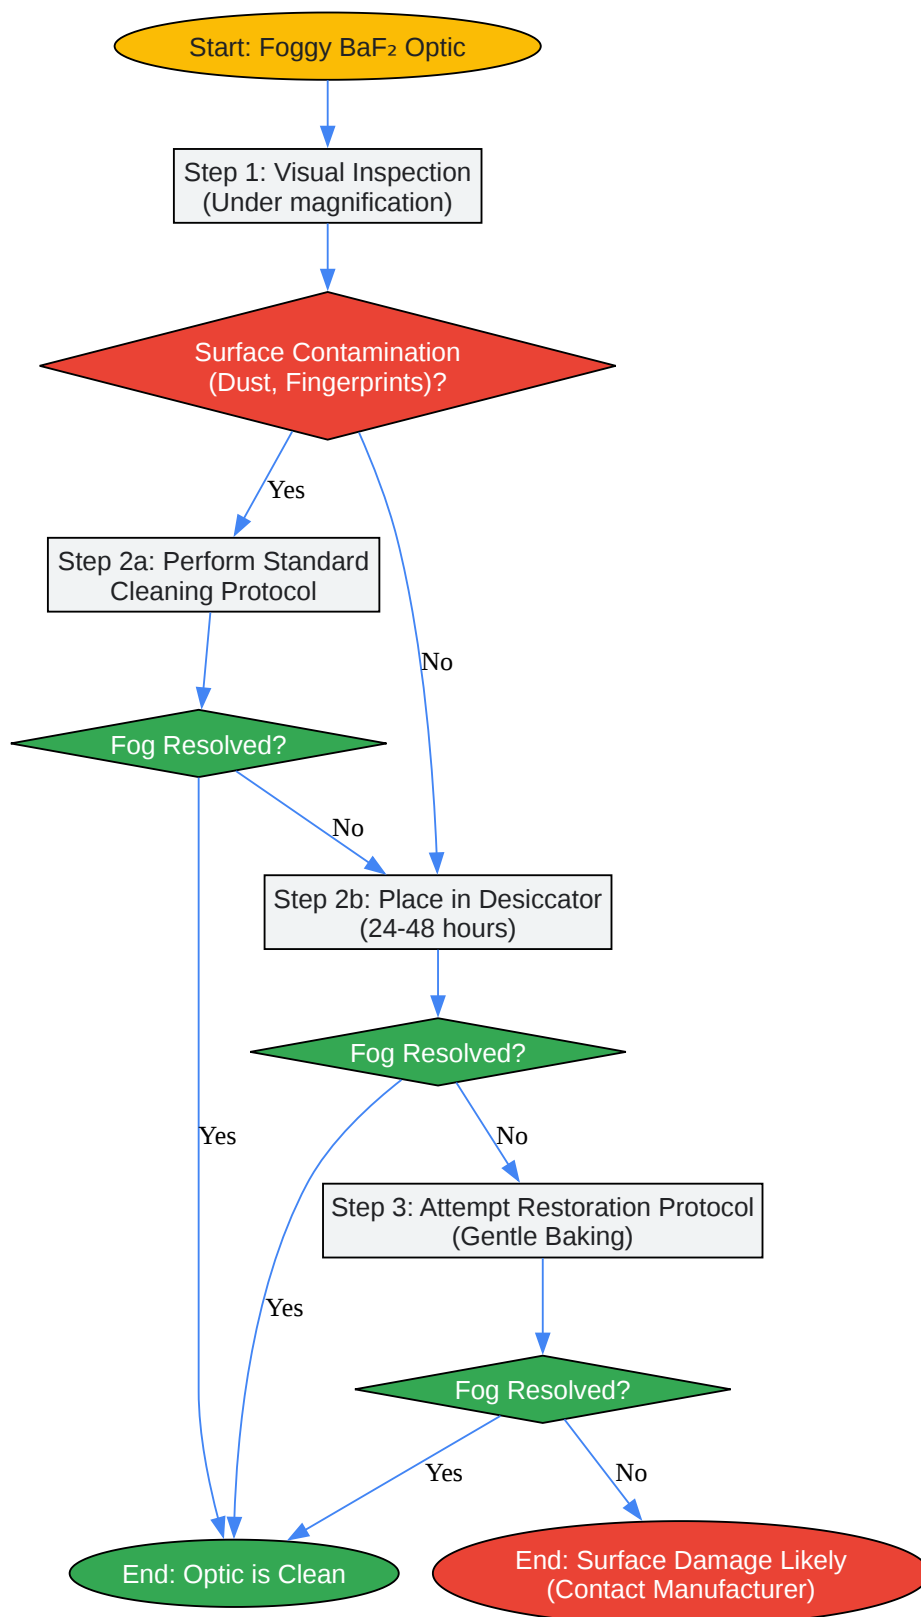 Start: Foggy BaF₂ Optic
Step 1: Visual Inspection
(Under magnification)
Surface Contamination
(Dust, Fingerprints)?
Yes
Step 2a: Perform Standard
Cleaning Protocol
No
Fog Resolved?
No
Step 2b: Place in Desiccator
(24-48 hours)
Fog Resolved?
Yes
No
Step 3: Attempt Restoration Protocol
(Gentle Baking)
Yes
Fog Resolved?
Yes
No
End: Optic is Clean
End: Surface Damage Likely
(Contact Manufacturer)